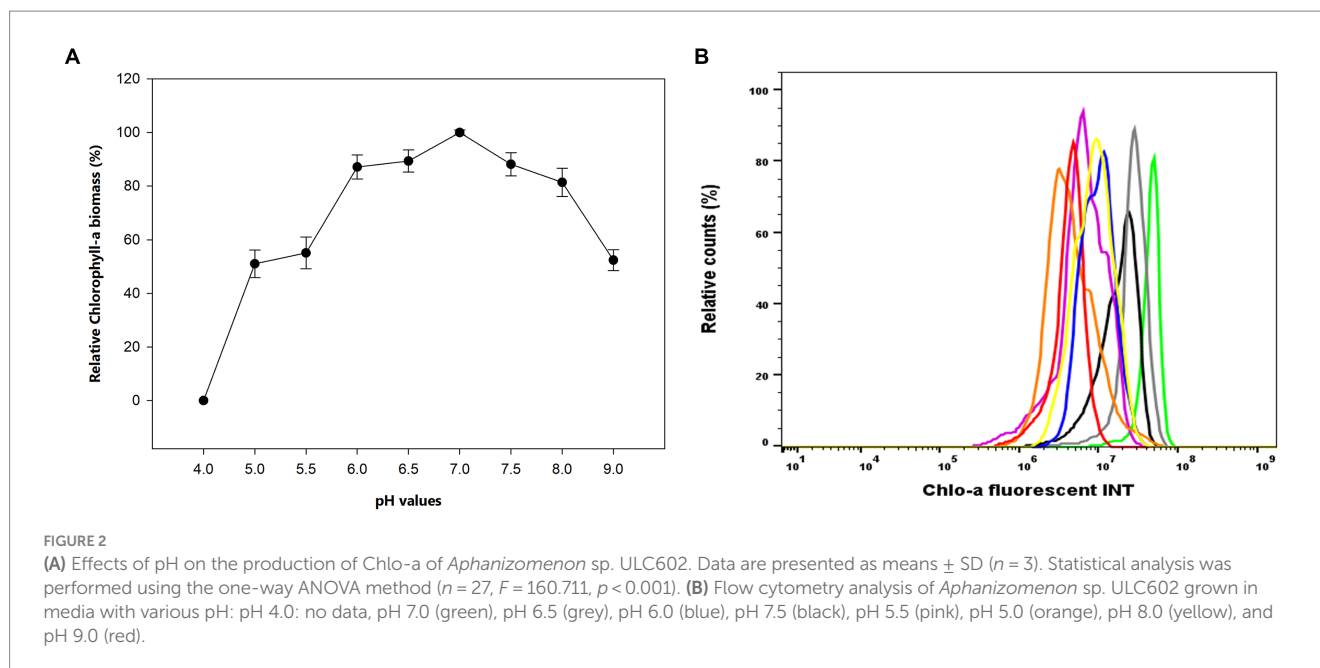 A
120
100
80
60
40
20
0
Relative Chlorophyll-a biomass (%)
4.0 5.0 5.5 6.0 6.5 7.0 7.5 8.0 9.0
pH values
B
100
80
60
40
20
0
Relative counts (%)
10^1 10^4 10^5 10^6 10^7 10^8 10^9
Chlo-a fluorescent INT
FIGURE 2
(A) Effects of pH on the production of Chlo-a of Aphanizomenon sp. ULC602. Data are presented as means ± SD (n = 3). Statistical analysis was
performed using the one-way ANOVA method (n = 27, F = 160.711, p < 0.001). (B) Flow cytometry analysis of Aphanizomenon sp. ULC602 grown in
media with various pH: pH 4.0: no data, pH 7.0 (green), pH 6.5 (grey), pH 6.0 (blue), pH 7.5 (black), pH 5.5 (pink), pH 5.0 (orange), pH 8.0 (yellow), and
pH 9.0 (red).